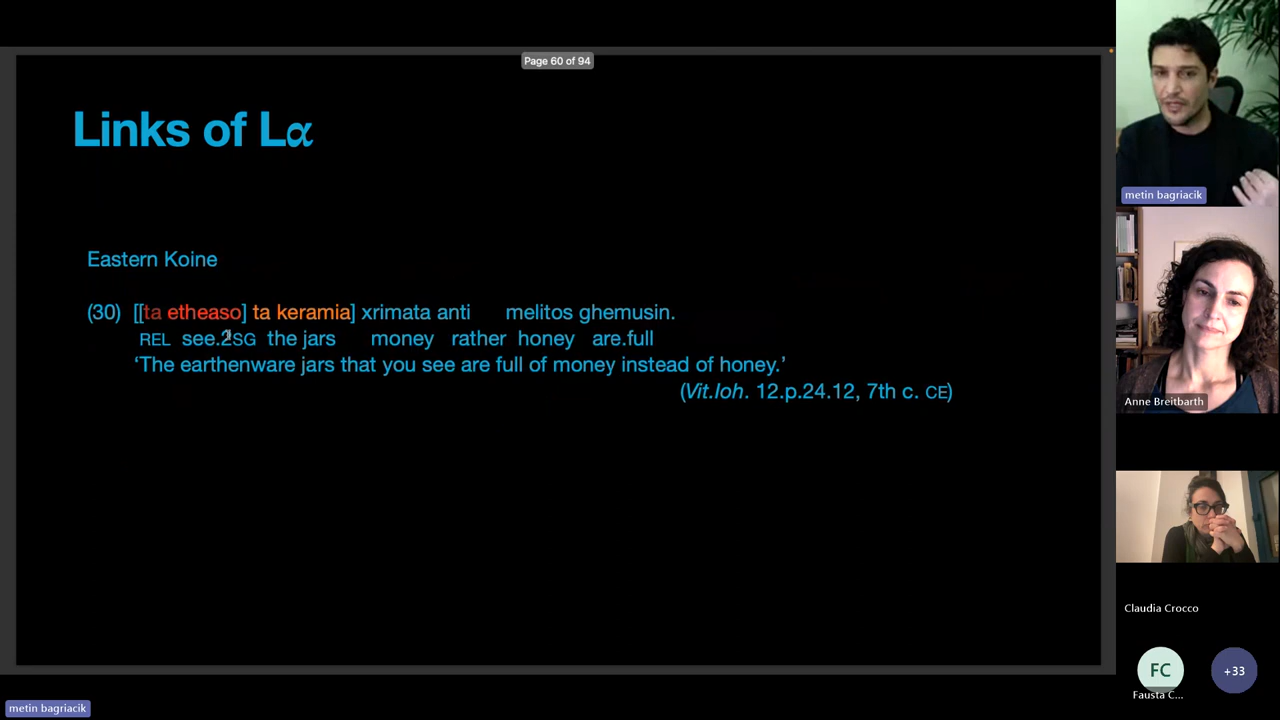 Page 60 of 94
Links of Lα
Eastern Koine
(30) [[ta etheaso] ta keramia] xrimata anti melitos ghemusin.
REL see.2SG the jars money rather honey are.full
‘The earthenware jars that you see are full of money instead of honey.’
(Vit.Ioh. 12.p.24.12, 7th c. CE)
metin bagriacik
Anne Breitbarth
Claudia Crocco
FC
Fausta C...
+33
metin bagriacik